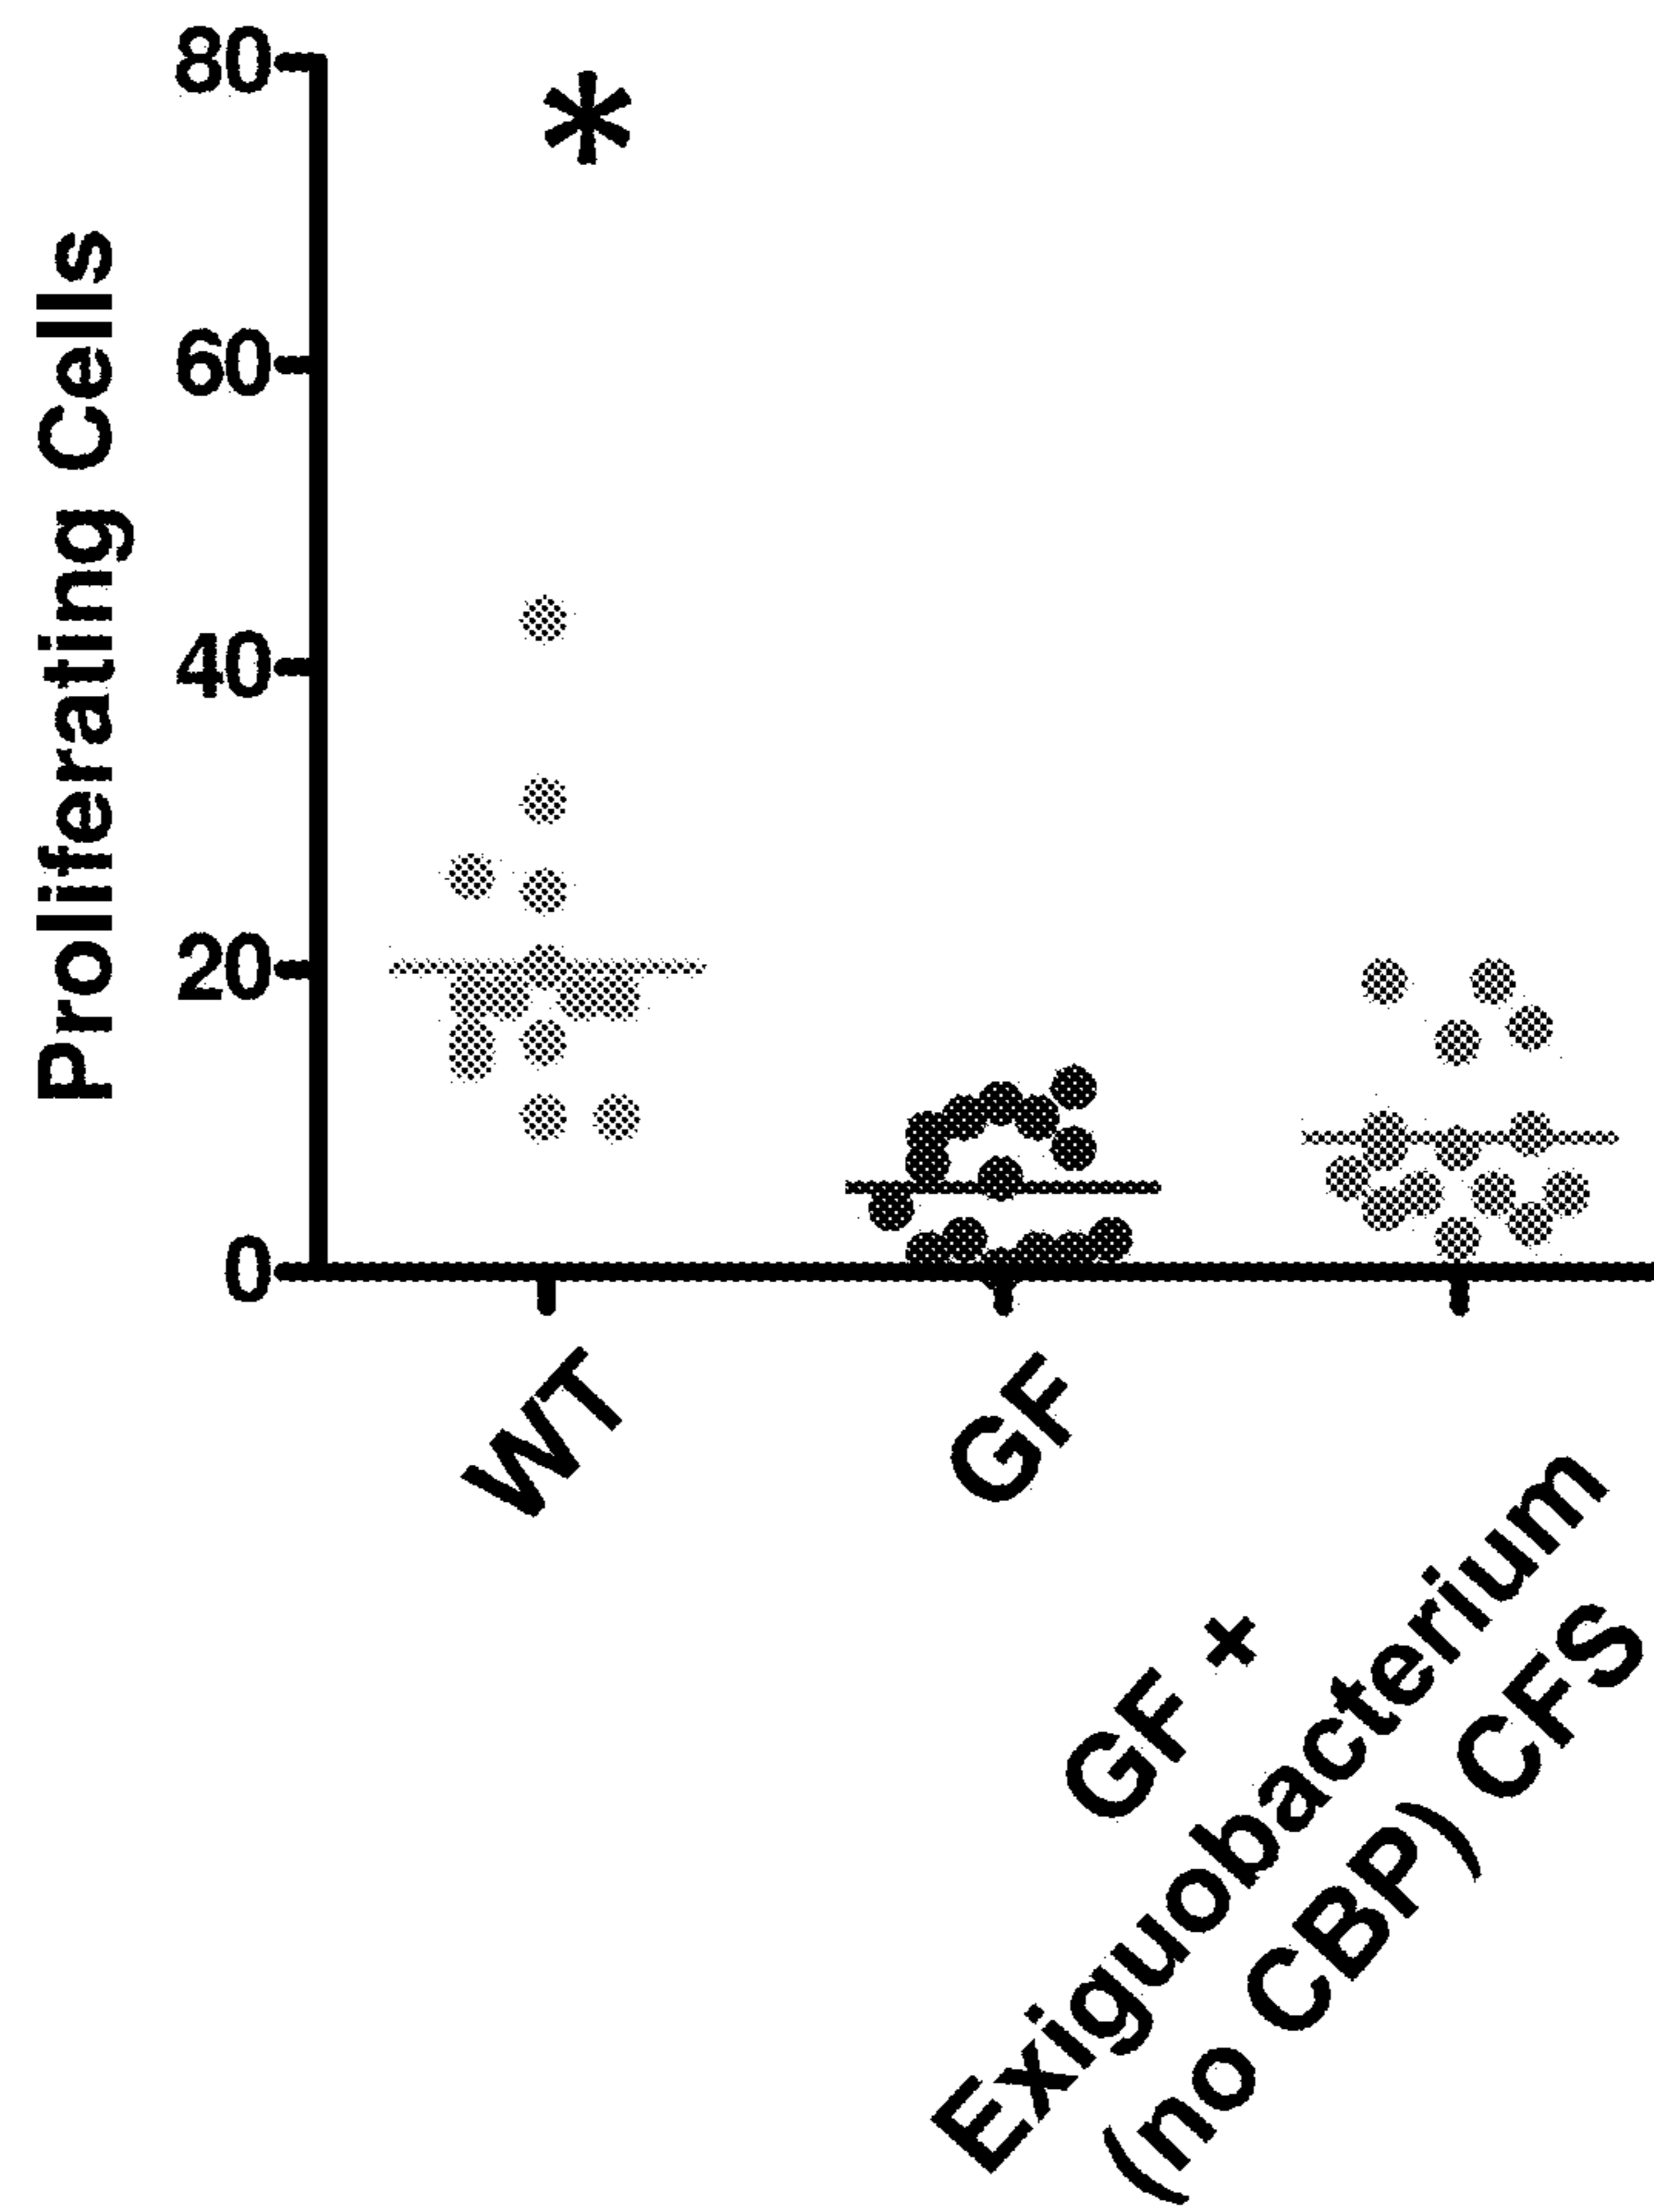 80
60
40
20
0
Proliferating Cells
*
WT
GF
GF +
Exiguobacterium
(no CBP) CFS